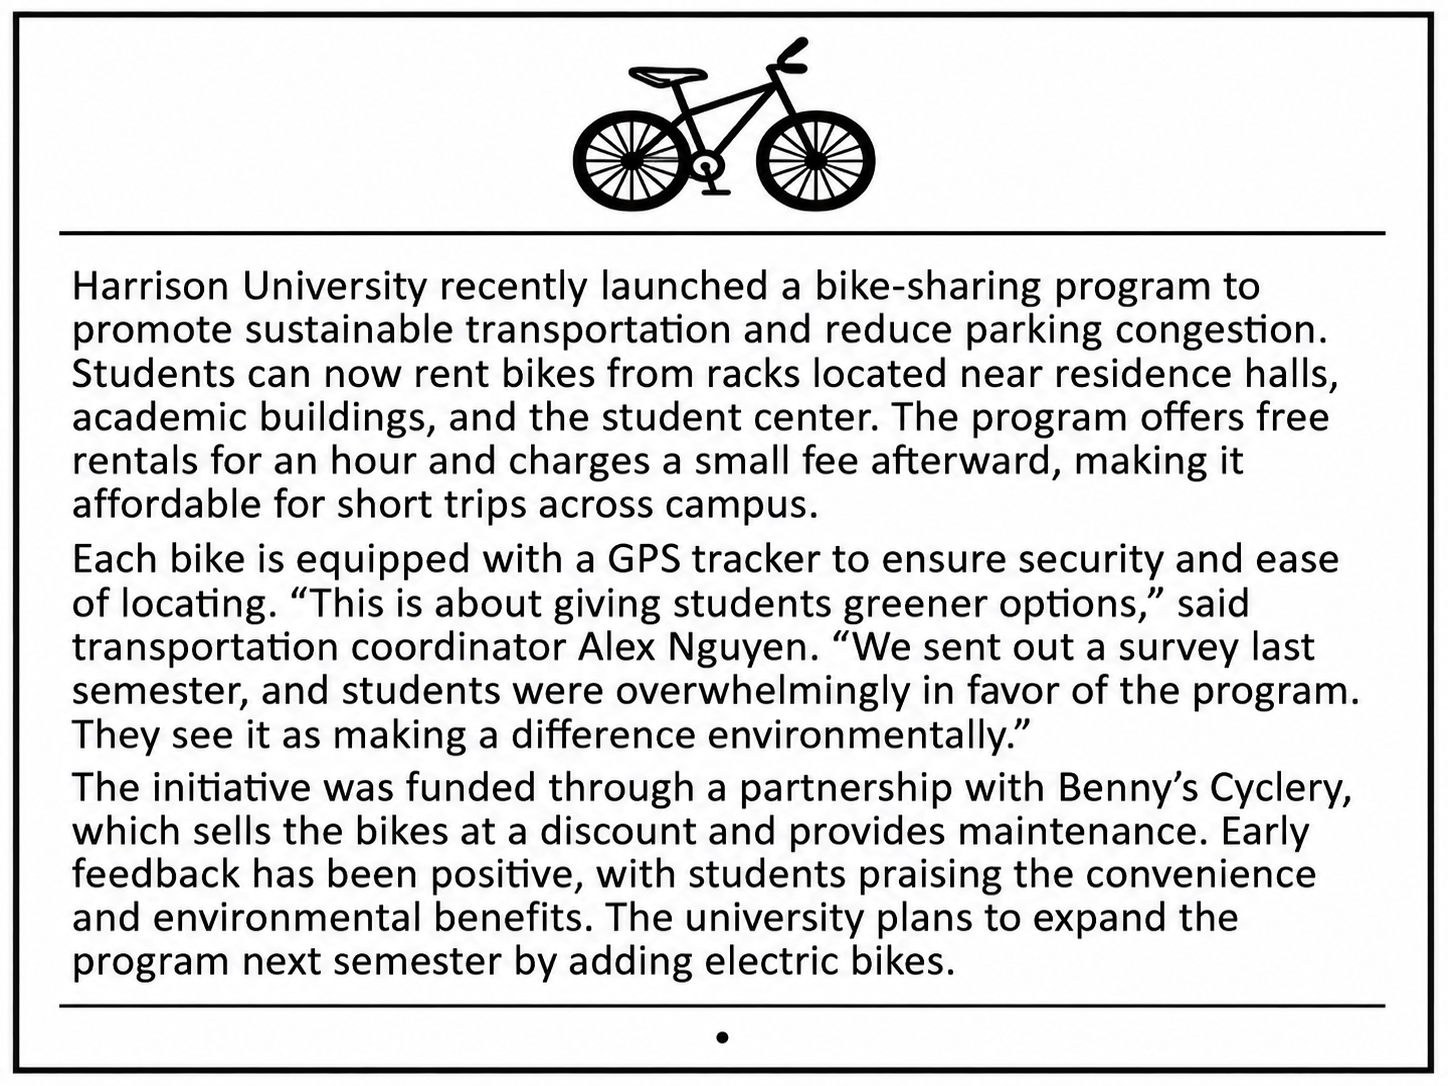 Harrison University recently launched a bike-sharing program to
promote sustainable transportation and reduce parking congestion.
Students can now rent bikes from racks located near residence halls,
academic buildings, and the student center. The program offers free
rentals for an hour and charges a small fee afterward, making it
affordable for short trips across campus.
Each bike is equipped with a GPS tracker to ensure security and ease
of locating. “This is about giving students greener options,” said
transportation coordinator Alex Nguyen. “We sent out a survey last
semester, and students were overwhelmingly in favor of the program.
They see it as making a difference environmentally.”
The initiative was funded through a partnership with Benny’s Cyclery,
which sells the bikes at a discount and provides maintenance. Early
feedback has been positive, with students praising the convenience
and environmental benefits. The university plans to expand the
program next semester by adding electric bikes.